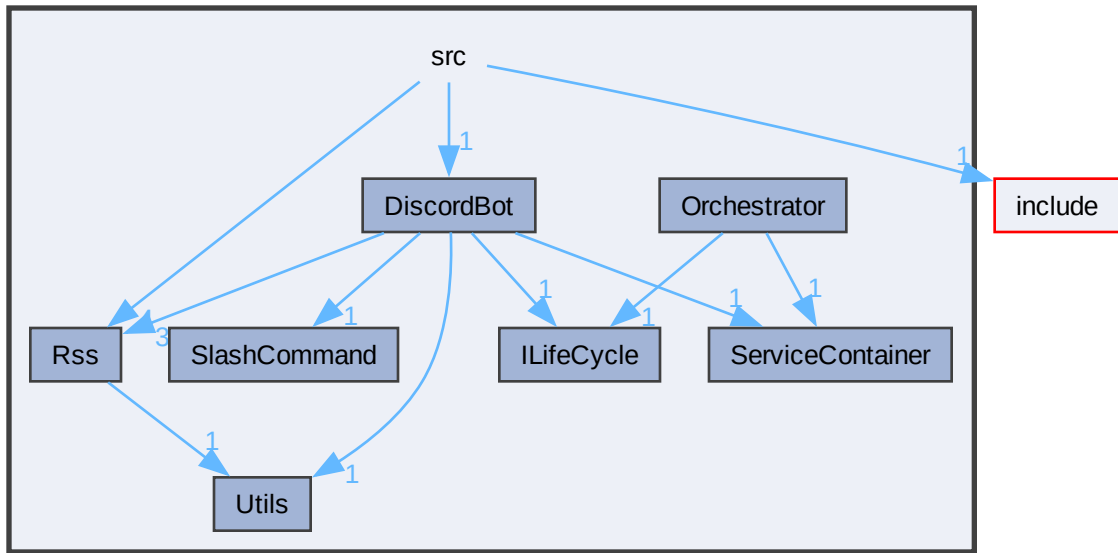 src
1
1
DiscordBot
Orchestrator
include
1
1
1
1
3
1
1
Rss
SlashCommand
ILifeCycle
ServiceContainer
1
1
Utils